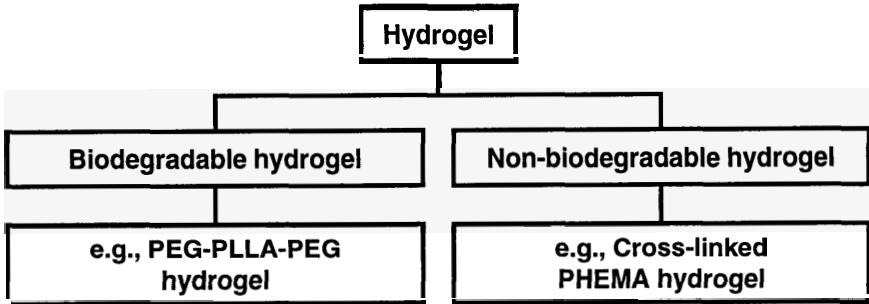 Hydrogel
Biodegradable hydrogel
Non-biodegradable hydrogel
e.g., PEG-PLLA-PEG
hydrogel
e.g., Cross-linked
PHEMA hydrogel